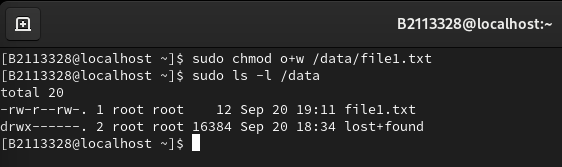 B2113328@localhost:~
[B2113328@localhost ~]$ sudo chmod o+w /data/file1.txt
[B2113328@localhost ~]$ sudo ls -l /data
total 20
-rw-r--rw-. 1 root root    12 Sep 20 19:11 file1.txt
drwx------. 2 root root 16384 Sep 20 18:34 lost+found
[B2113328@localhost ~]$